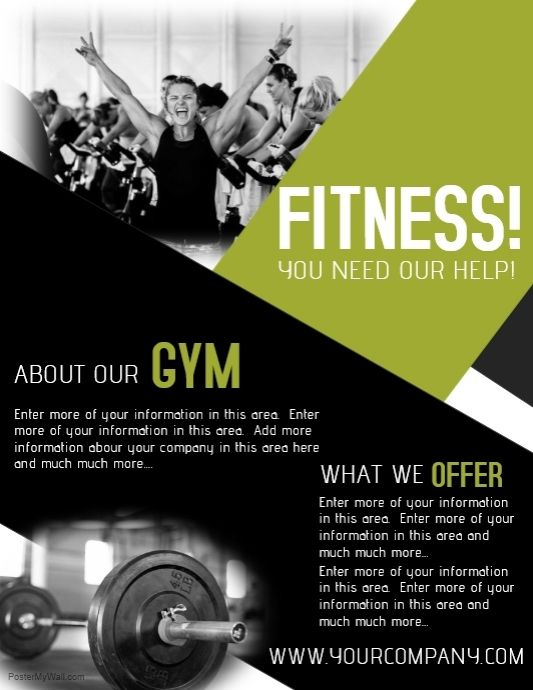 FITNESS!
YOU NEED OUR HELP!
ABOUT OUR GYM
Enter more of your information in this area. Enter
more of your information in this area. Add more
information abour your company in this area here
and much much more....
WHAT WE OFFER
Enter more of your information
in this area. Enter more of your
information in this area and
much much more...
Enter more of your information
in this area. Enter more of your
information in this area and
much much more...
45
LB
WWW.YOURCOMPANY.COM
PosterMyWall.com